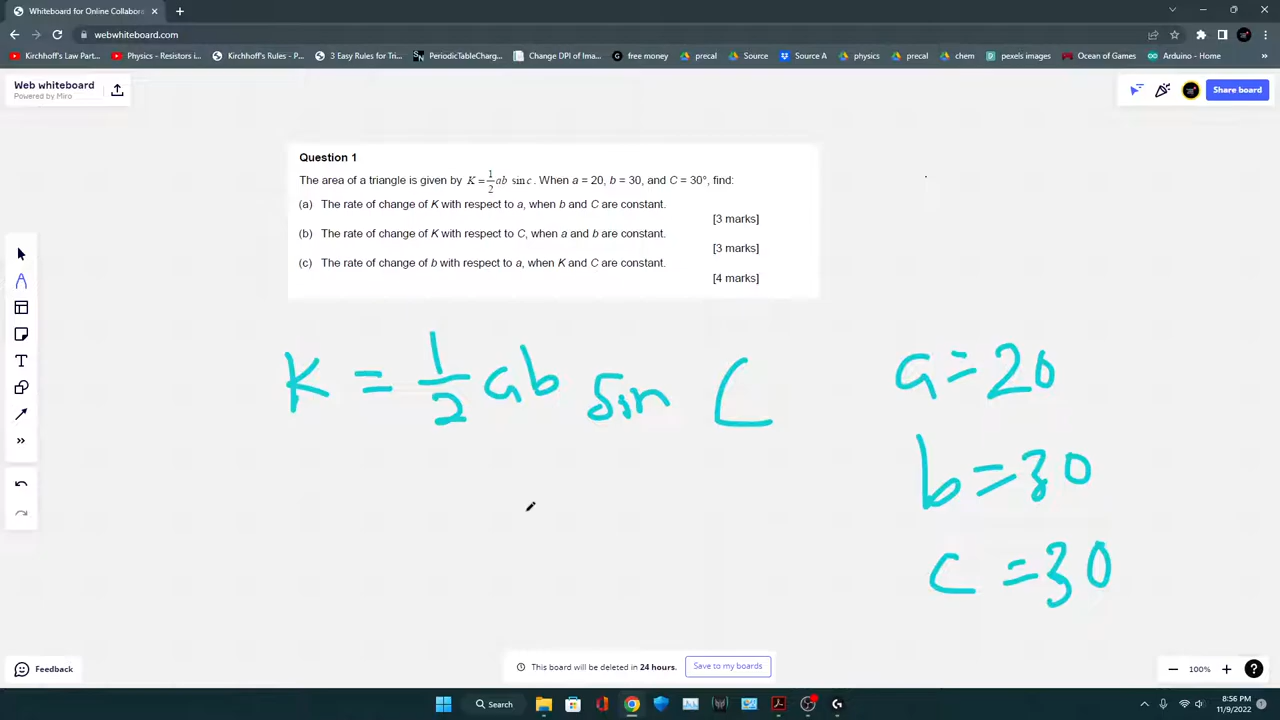 Whiteboard for Online Collabora
webwhiteboard.com
Kirchhoff's Law Part...
Physics - Resistors i...
Kirchhoff's Rules - P...
3 Easy Rules for Tri...
PeriodicTableCharg...
Change DPI of Ima...
free money
precal
Source
Source A
physics
precal
chem
pexels images
Ocean of Games
Arduino - Home
Web whiteboard
Powered by Miro
Share board
Question 1
The area of a triangle is given by K = 1/2 ab sin c. When a = 20, b = 30, and C = 30°, find:
(a) The rate of change of K with respect to a, when b and C are constant.
[3 marks]
(b) The rate of change of K with respect to C, when a and b are constant.
[3 marks]
(c) The rate of change of b with respect to a, when K and C are constant.
[4 marks]
K = 1/2 ab sin C
a = 20
b = 30
c = 30
Feedback
This board will be deleted in 24 hours.
Save to my boards
100%
Search
8:56 PM
11/9/2022